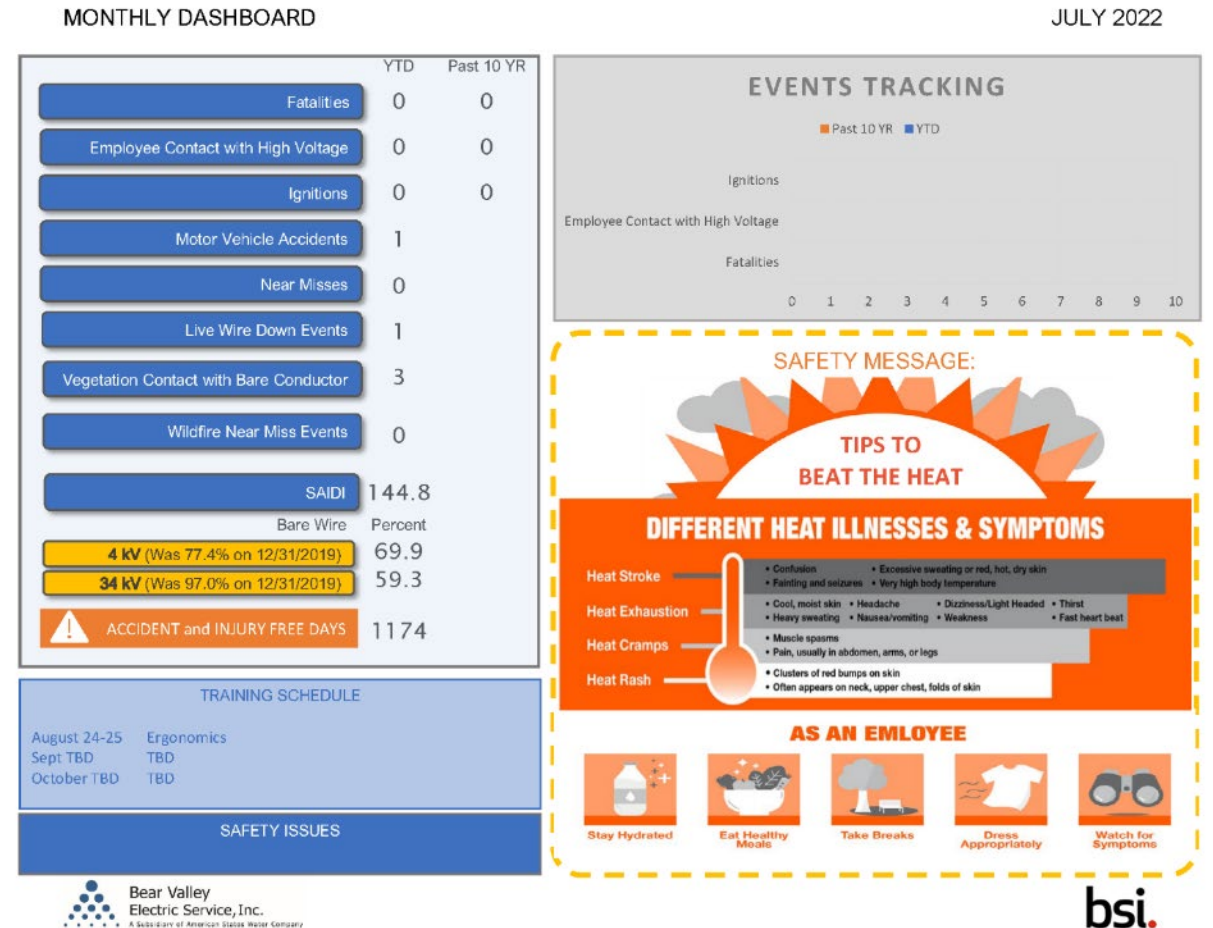 MONTHLY DASHBOARD
JULY 2022
YTD Past 10 YR
Fatalities 0 0
Employee Contact with High Voltage 0 0
Ignitions 0 0
Motor Vehicle Accidents 1
Near Misses 0
Live Wire Down Events 1
Vegetation Contact with Bare Conductor 3
Wildfire Near Miss Events 0
SAIDI 144.8
Bare Wire Percent
4 kV (Was 77.4% on 12/31/2019) 69.9
34 kV (Was 97.0% on 12/31/2019) 59.3
ACCIDENT and INJURY FREE DAYS 1174
TRAINING SCHEDULE
August 24-25 Ergonomics
Sept TBD TBD
October TBD TBD
SAFETY ISSUES
EVENTS TRACKING
Past 10 YR YTD
Ignitions
Employee Contact with High Voltage
Fatalities
0 1 2 3 4 5 6 7 8 9 10
SAFETY MESSAGE:
TIPS TO
BEAT THE HEAT
DIFFERENT HEAT ILLNESSES & SYMPTOMS
Heat Stroke
• Confusion • Excessive sweating or red, hot, dry skin
• Fainting and seizures • Very high body temperature
Heat Exhaustion
• Cool, moist skin • Headache • Dizziness/Light Headed • Thirst
• Heavy sweating • Nausea/vomiting • Weakness • Fast heart beat
Heat Cramps
• Muscle spasms
• Pain, usually in abdomen, arms, or legs
Heat Rash
• Clusters of red bumps on skin
• Often appears on neck, upper chest, folds of skin
AS AN EMLOYEE
Stay Hydrated
Eat Healthy
Meals
Take Breaks
Dress
Appropriately
Watch for
Symptoms
Bear Valley
Electric Service, Inc.
A Subsidiary of American States Water Company
bsi.